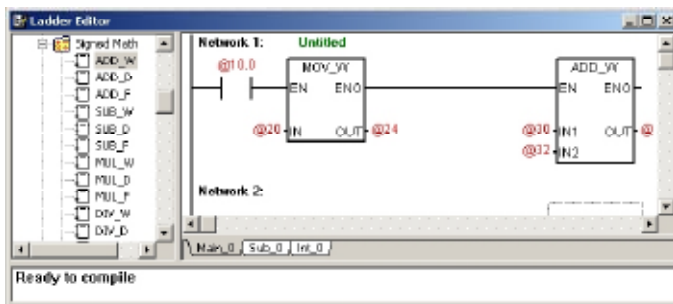 Ladder Editor
Signed Math
ADD_W
ADD_D
ADD_F
SUB_W
SUB_D
SUB_F
MUL_W
MUL_D
MUL_F
DIV_W
DIV_D
Network 1: Untitled
@10.0
MOV_W
EN ENO
@20 IN OUT @24
ADD_W
EN ENO
@30 IN1 OUT @
@32 IN2
Network 2:
Main_0 Sub_0 Int_0
Ready to compile